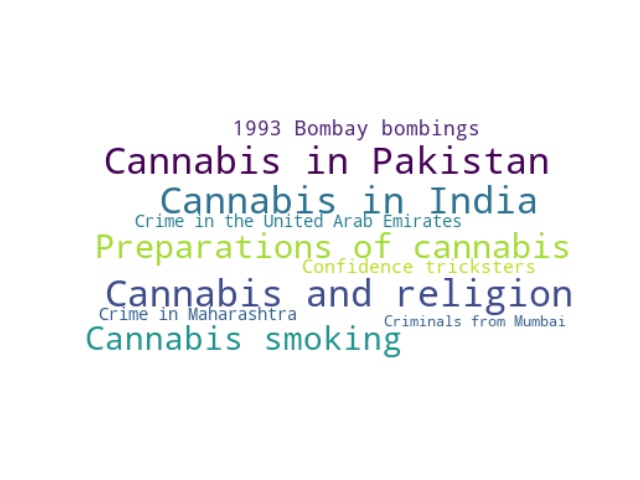 1993 Bombay bombings
Cannabis in Pakistan
Cannabis in India
Crime in the United Arab Emirates
Preparations of cannabis
Confidence tricksters
Cannabis and religion
Crime in Maharashtra
Criminals from Mumbai
Cannabis smoking